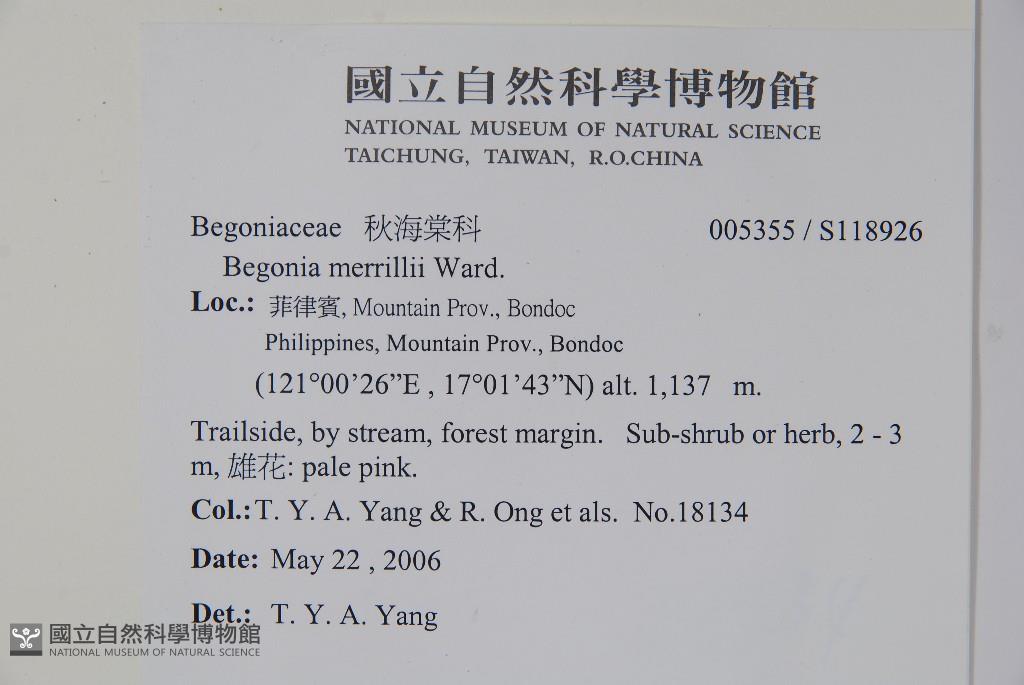 國立自然科學博物館
NATIONAL MUSEUM OF NATURAL SCIENCE
TAICHUNG, TAIWAN, R.O.CHINA
Begoniaceae 秋海棠科 005355 / S118926
Begonia merrillii Ward.
Loc.: 菲律賓, Mountain Prov., Bondoc
Philippines, Mountain Prov., Bondoc
(121°00’26”E , 17°01’43”N) alt. 1,137 m.
Trailside, by stream, forest margin. Sub-shrub or herb, 2 - 3
m, 雄花: pale pink.
Col.: T. Y. A. Yang & R. Ong et als. No.18134
Date: May 22 , 2006
Det.: T. Y. A. Yang
國立自然科學博物館
NATIONAL MUSEUM OF NATURAL SCIENCE